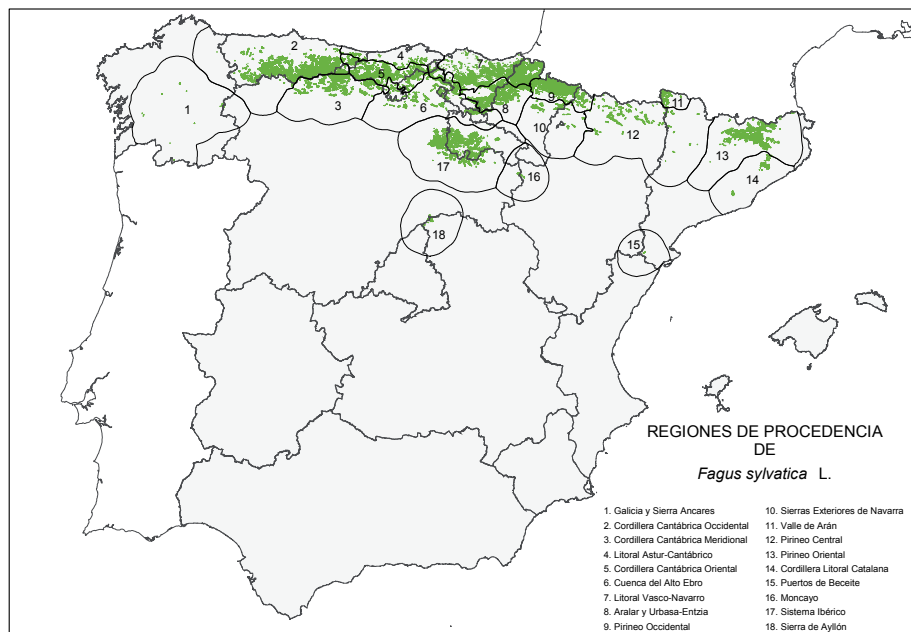 2
4
5
1
3
6
8
9
10
11
12
13
14
17
16
18
15
REGIONES DE PROCEDENCIA
DE
Fagus sylvatica L.
1. Galicia y Sierra Ancares
2. Cordillera Cantábrica Occidental
3. Cordillera Cantábrica Meridional
4. Litoral Astur-Cantábrico
5. Cordillera Cantábrica Oriental
6. Cuenca del Alto Ebro
7. Litoral Vasco-Navarro
8. Aralar y Urbasa-Entzia
9. Pirineo Occidental
10. Sierras Exteriores de Navarra
11. Valle de Arán
12. Pirineo Central
13. Pirineo Oriental
14. Cordillera Litoral Catalana
15. Puertos de Beceite
16. Moncayo
17. Sistema Ibérico
18. Sierra de Ayllón